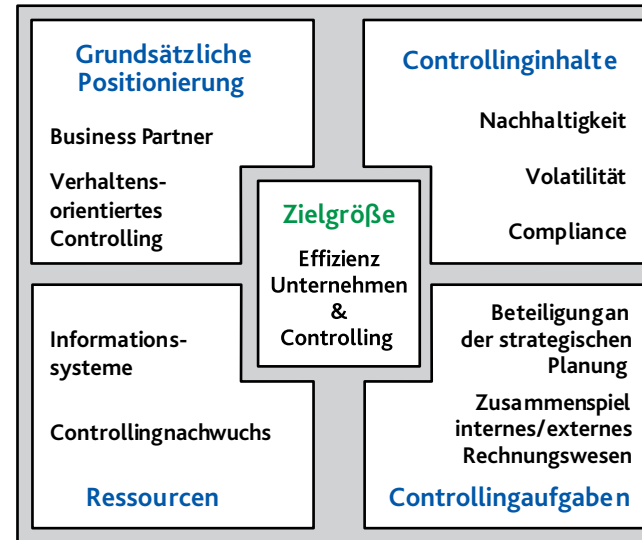 Grundsätzliche
Positionierung
Business Partner
Verhaltens-
orientiertes
Controlling
Controllinginhalte
Nachhaltigkeit
Volatilität
Compliance
Zielgröße
Effizienz
Unternehmen
&
Controlling
Informations-
systeme
Controllingnachwuchs
Ressourcen
Beteiligung an
der strategischen
Planung
Zusammenspiel
internes/externes
Rechnungswesen
Controllingaufgaben